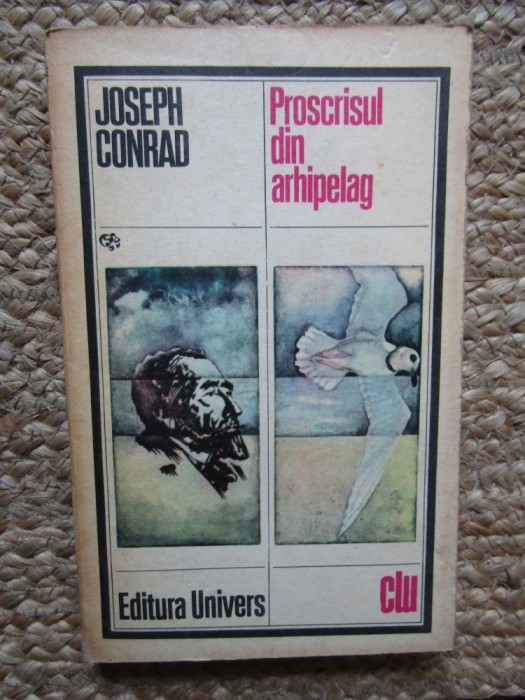 JOSEPH
CONRAD
Proscrisul
din
arhipelag
Editura Univers
clu